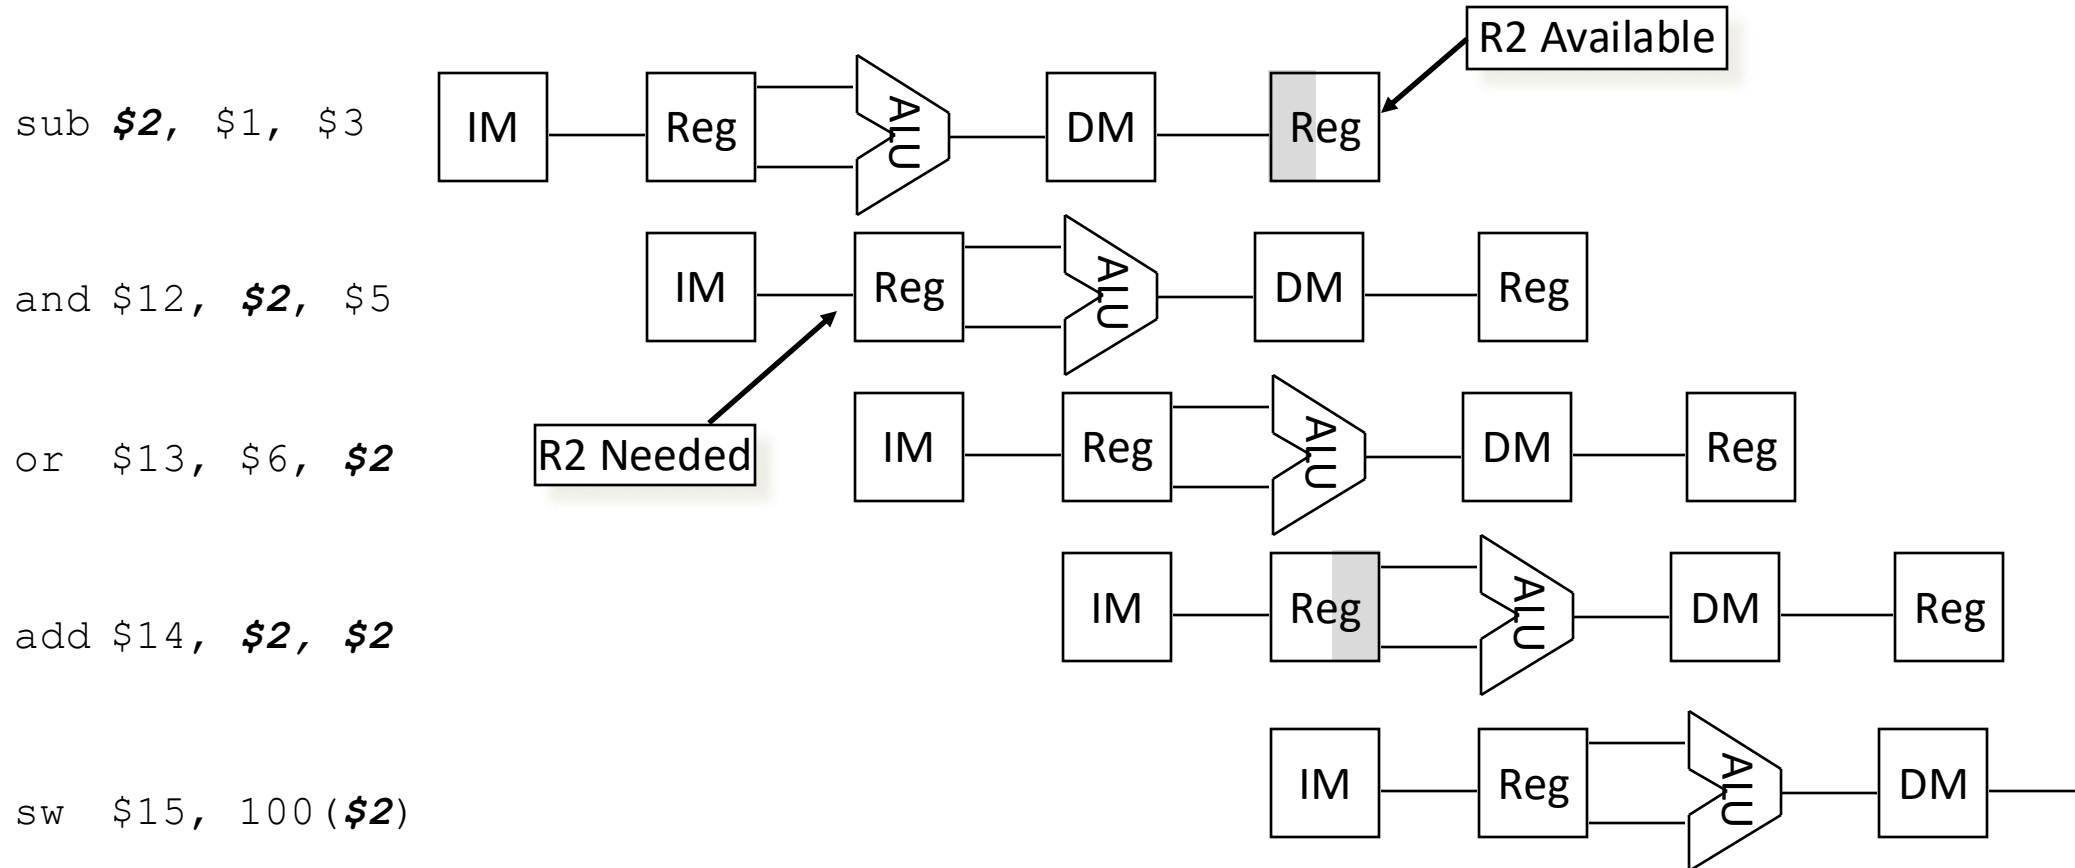 R2 Available
sub $2, $1, $3 IM Reg ALU DM Reg
and $12, $2, $5 IM Reg ALU DM Reg
R2 Needed
or $13, $6, $2 IM Reg ALU DM Reg
add $14, $2, $2 IM Reg ALU DM Reg
sw $15, 100($2) IM Reg ALU DM